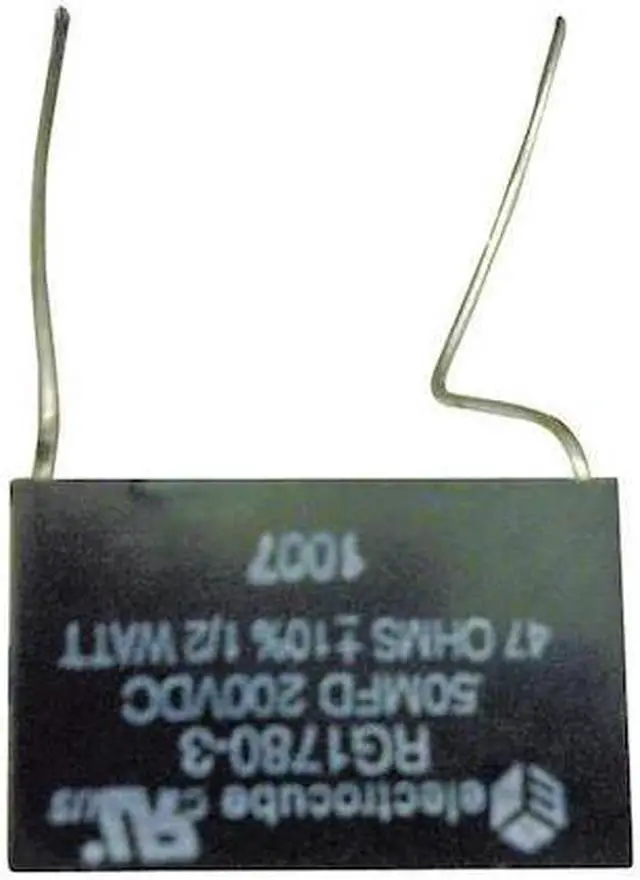 electrocube
RG1780-3
50MFD 200VDC
47 OHMS ±10% 1/2 WATT
1007